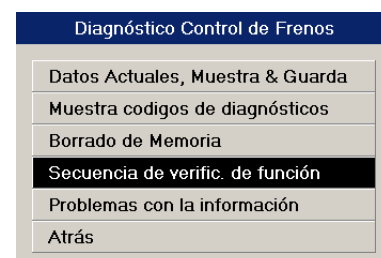 Diagnóstico Control de Frenos
Datos Actuales, Muestra & Guarda
Muestra codigos de diagnósticos
Borrado de Memoria
Secuencia de verific. de función
Problemas con la información
Atrás